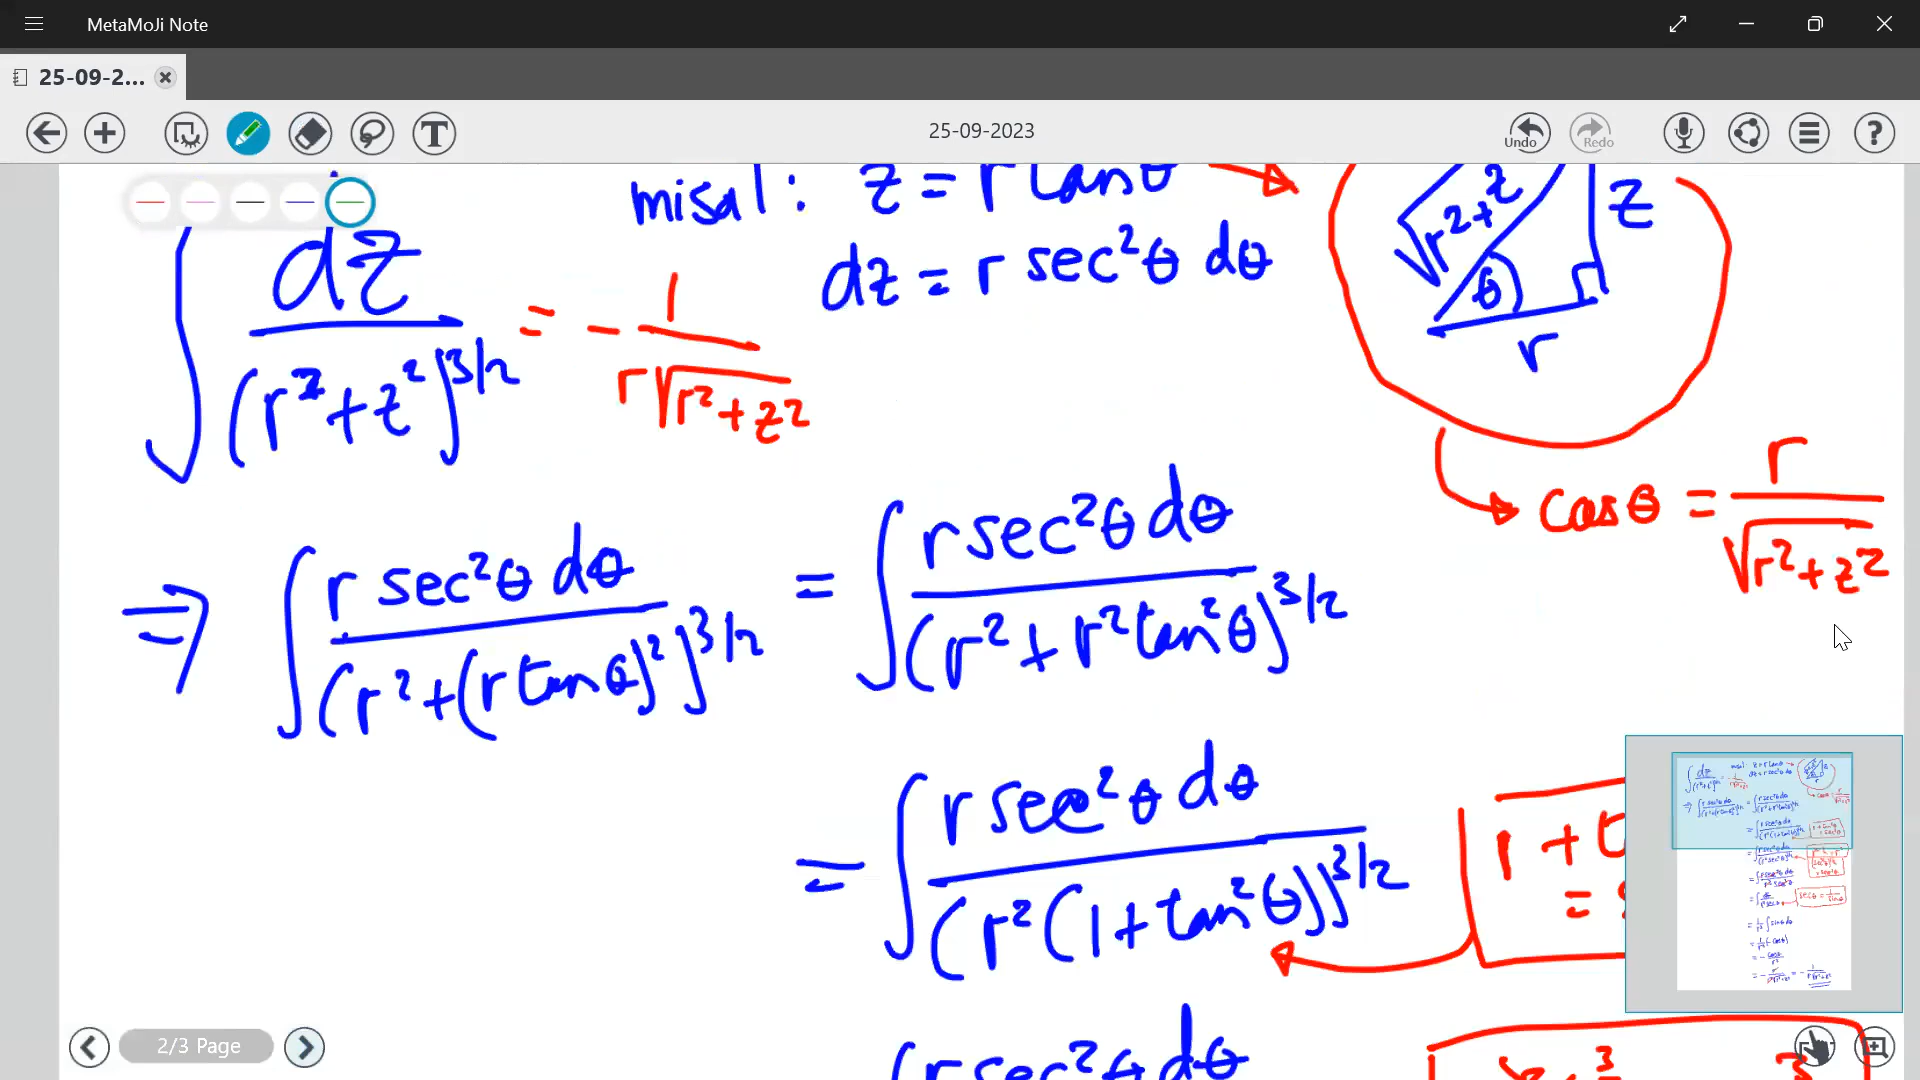 MetaMoJi Note
25-09-2...
25-09-2023
Undo
Redo
misal : z = r tan θ
dz = r sec²θ dθ
√r²+z
z
θ
r
∫ dz / (r²+z²)^3/2 = - 1 / r√r²+z²
cos θ = r / √r²+z²
⇒ ∫ r sec²θ dθ / (r²+(r tan θ)²)^3/2 = ∫ r sec²θ dθ / (r²+r² tan²θ)^3/2
= ∫ r sec²θ dθ / (r²(1+tan²θ))^3/2
r sec²θ dθ
2/3 Page